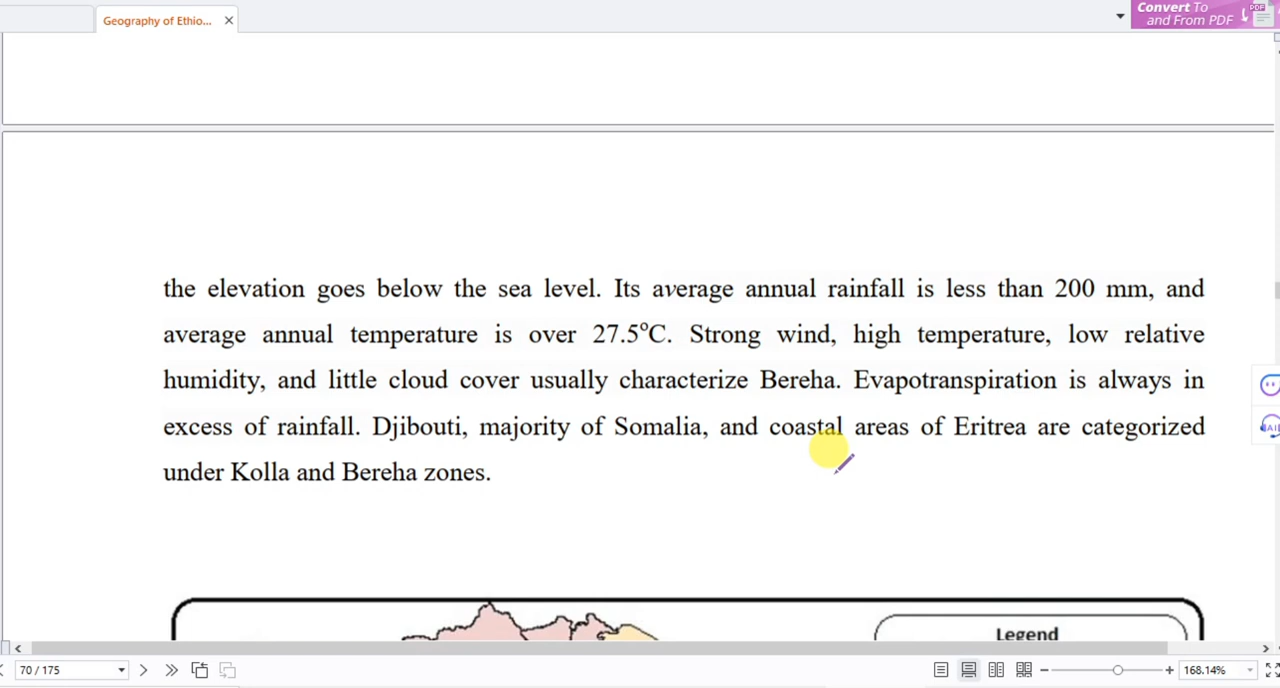 Geography of Ethio...
Convert To
and From PDF
PDF
the elevation goes below the sea level. Its average annual rainfall is less than 200 mm, and
average annual temperature is over 27.5°C. Strong wind, high temperature, low relative
humidity, and little cloud cover usually characterize Bereha. Evapotranspiration is always in
excess of rainfall. Djibouti, majority of Somalia, and coastal areas of Eritrea are categorized
under Kolla and Bereha zones.
AI
Legend
70 / 175
168.14%